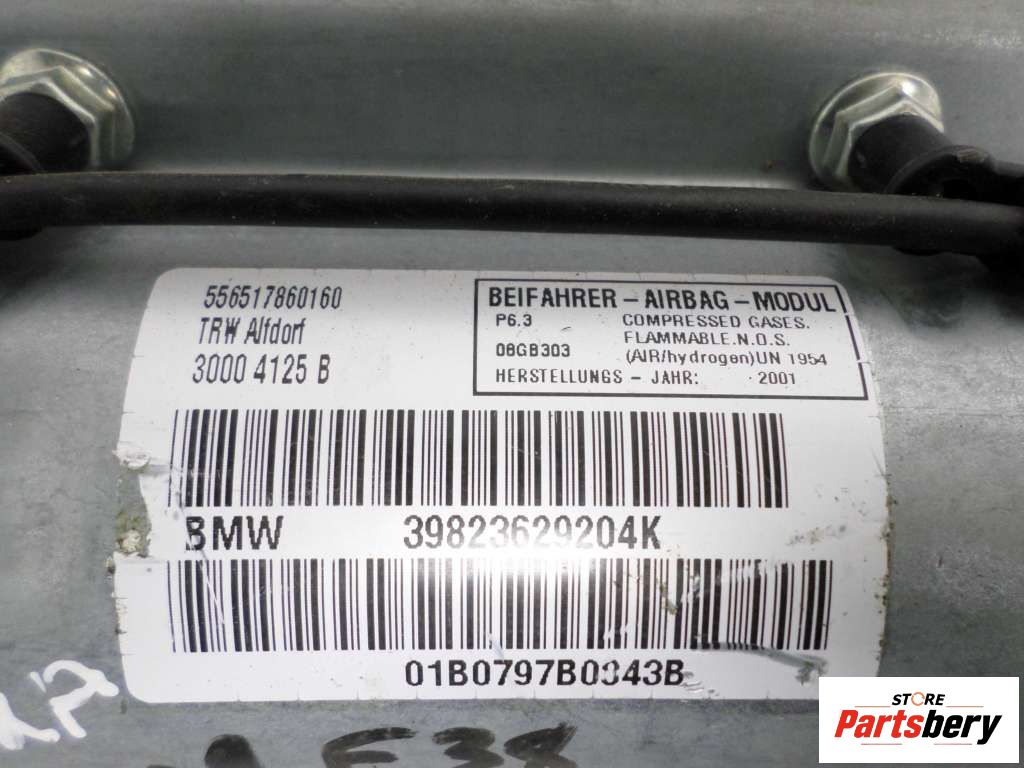 556517860160
TRW Alfdorf
3000 4125 B
BEIFAHRER - AIRBAG - MODUL
P6.3 COMPRESSED GASES.
FLAMMABLE.N.O.S.
08GB303 (AIR/hydrogen)UN 1954
HERSTELLUNGS - JAHR: 2001
BMW 39823629204K
01B0797B0343B
E38
STORE
Partsbery